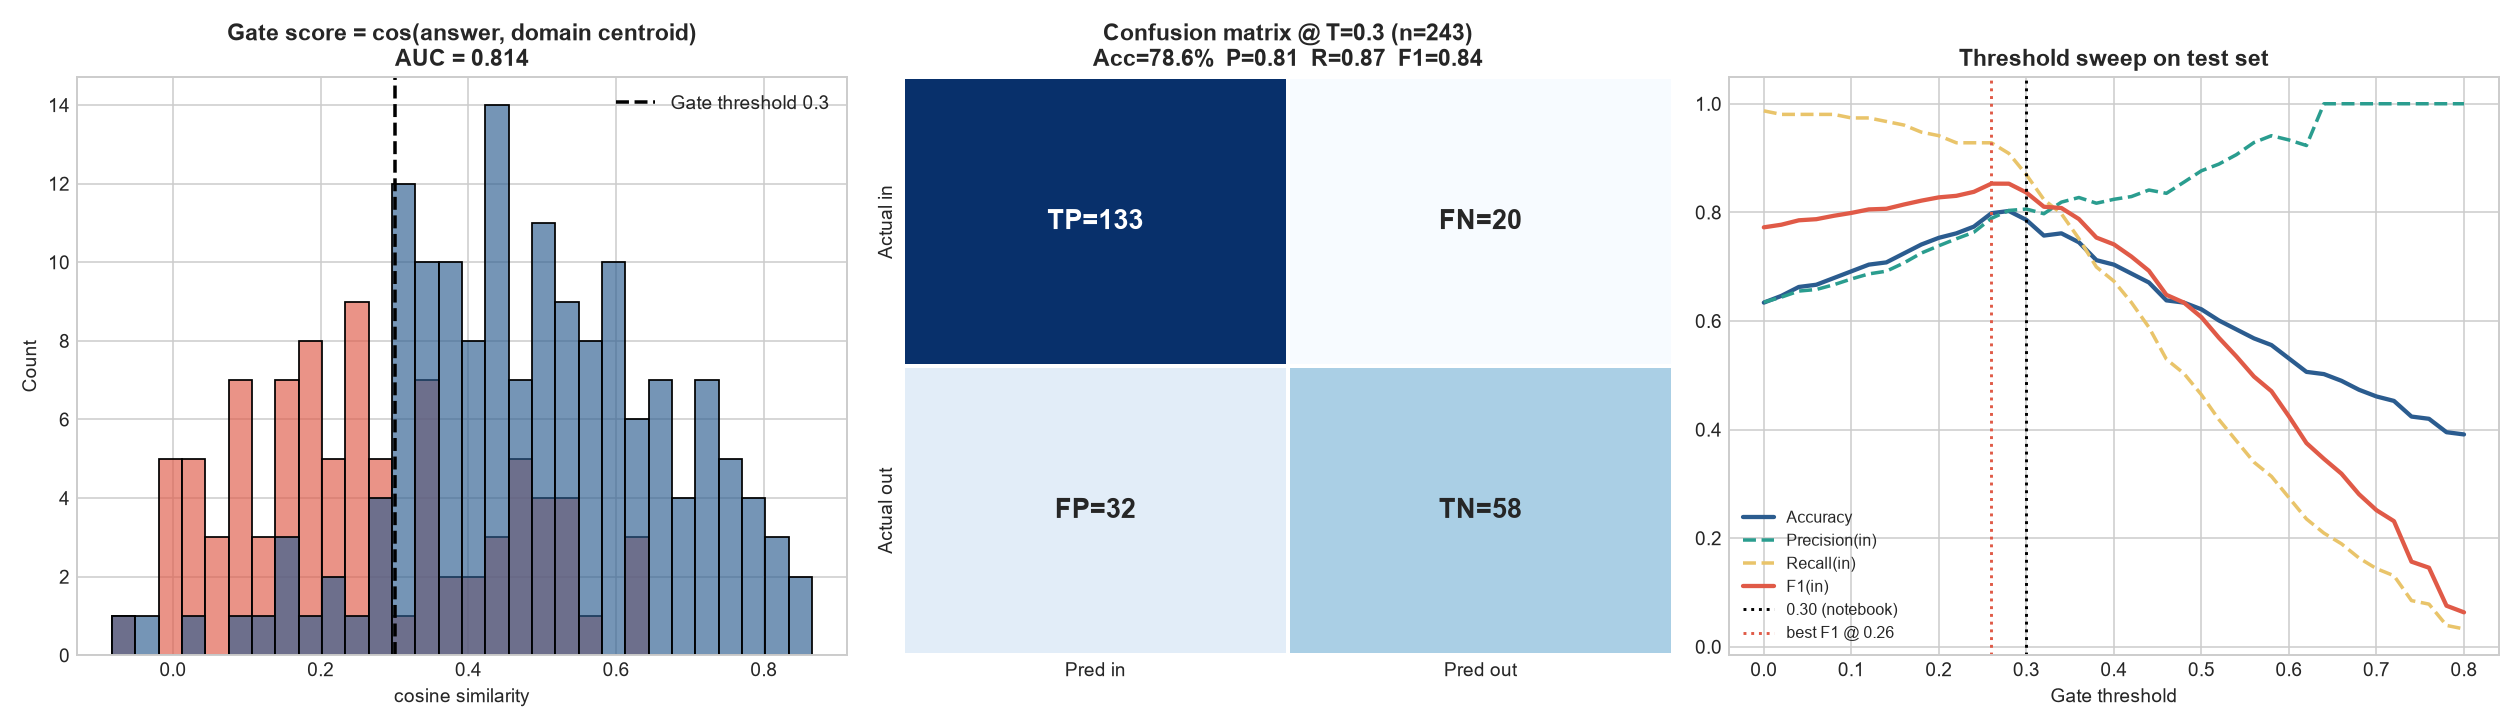 Gate score = cos(answer, domain centroid)
AUC = 0.814
Gate threshold 0.3
14
12
10
8
6
4
2
0
Count
0.0 0.2 0.4 0.6 0.8
cosine similarity
Confusion matrix @ T=0.3 (n=243)
Acc=78.6% P=0.81 R=0.87 F1=0.84
Actual in
TP=133
FN=20
Actual out
FP=32
TN=58
Pred in
Pred out
Threshold sweep on test set
1.0
0.8
0.6
0.4
0.2
0.0
Accuracy
Precision(in)
Recall(in)
F1(in)
0.30 (notebook)
best F1 @ 0.26
0.0 0.1 0.2 0.3 0.4 0.5 0.6 0.7 0.8
Gate threshold